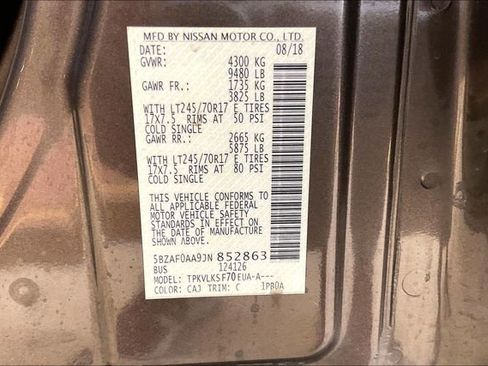 MFD BY NISSAN MOTOR CO., LTD.
DATE: 08/18
GVWR: 4300 KG
9480 LB
GAWR FR.: 1735 KG
3825 LB
WITH LT245/70R17 E TIRES
17X7.5 RIMS AT 50 PSI
COLD SINGLE
GAWR RR.: 2665 KG
5875 LB
WITH LT245/70R17 E TIRES
17X7.5 RIMS AT 80 PSI
COLD SINGLE
THIS VEHICLE CONFORMS TO
ALL APPLICABLE FEDERAL
MOTOR VEHICLE SAFETY
STANDARDS IN EFFECT ON
THE DATE OF MANUFACTURE
SHOWN ABOVE.
5BZAF0AA9JN852863
BUS 124126
MODEL: TPKVLKSF70EUA-A---
COLOR: CAJ TRIM: C 1PB0A